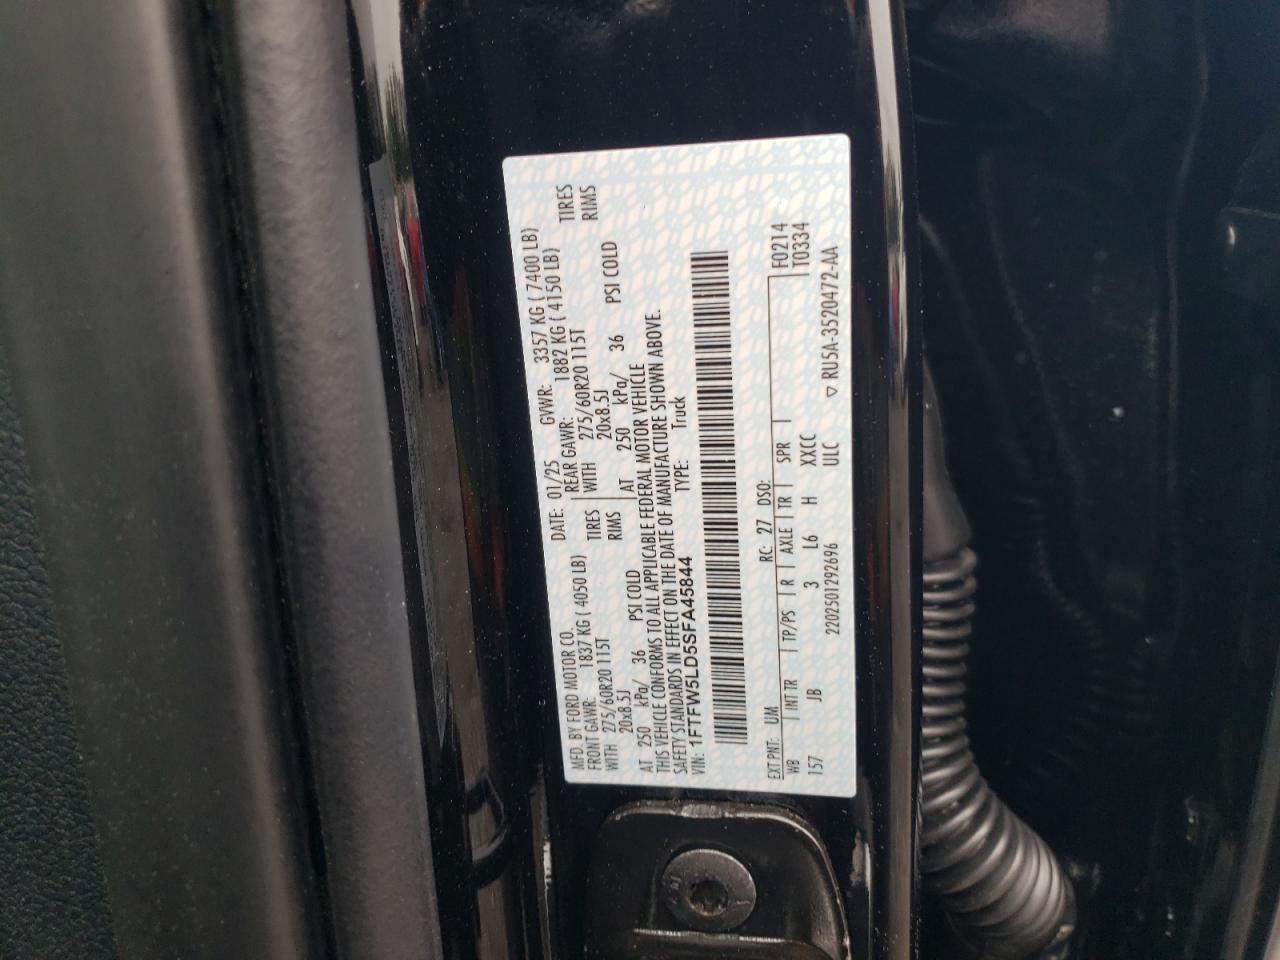 MFD. BY FORD MOTOR CO.
DATE: 01/25 GVWR: 3357 KG ( 7400 LB)
FRONT GAWR: 1837 KG ( 4050 LB) REAR GAWR: 1882 KG ( 4150 LB)
WITH 275/60R20 115T TIRES WITH 275/60R20 115T TIRES
20x8.5J RIMS 20x8.5J RIMS
AT 250 kPa/ 36 PSI COLD AT 250 kPa/ 36 PSI COLD
THIS VEHICLE CONFORMS TO ALL APPLICABLE FEDERAL MOTOR VEHICLE
SAFETY STANDARDS IN EFFECT ON THE DATE OF MANUFACTURE SHOWN ABOVE.
VIN: 1FTFW5LD5SFA45844 TYPE: Truck
EXT PNT: UM RC: 27 DSO: F0214
WB INT TR TP/PS R AXLE TR SPR T0334
157 JB 3 L6 H XXCC
2202501292696 ULC ▽ RU5A-3520472-AA